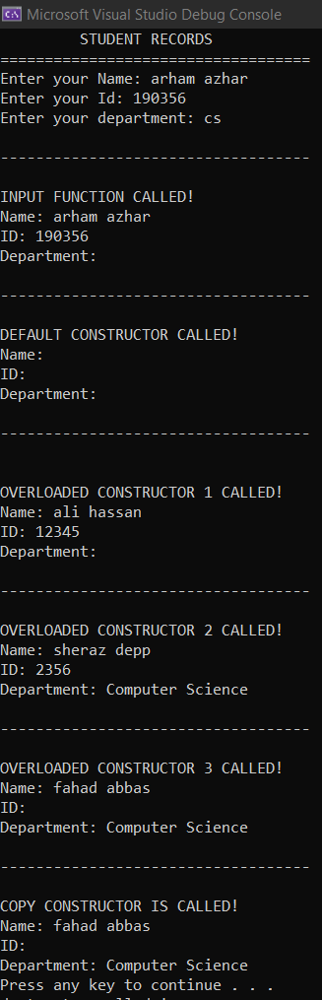 Microsoft Visual Studio Debug Console
STUDENT RECORDS
===================================
Enter your Name: arham azhar
Enter your Id: 190356
Enter your department: cs
-----------------------------------
INPUT FUNCTION CALLED!
Name: arham azhar
ID: 190356
Department:
-----------------------------------
DEFAULT CONSTRUCTOR CALLED!
Name:
ID:
Department:
-----------------------------------
OVERLOADED CONSTRUCTOR 1 CALLED!
Name: ali hassan
ID: 12345
Department:
-----------------------------------
OVERLOADED CONSTRUCTOR 2 CALLED!
Name: sheraz depp
ID: 2356
Department: Computer Science
-----------------------------------
OVERLOADED CONSTRUCTOR 3 CALLED!
Name: fahad abbas
ID:
Department: Computer Science
-----------------------------------
COPY CONSTRUCTOR IS CALLED!
Name: fahad abbas
ID:
Department: Computer Science
Press any key to continue . . .